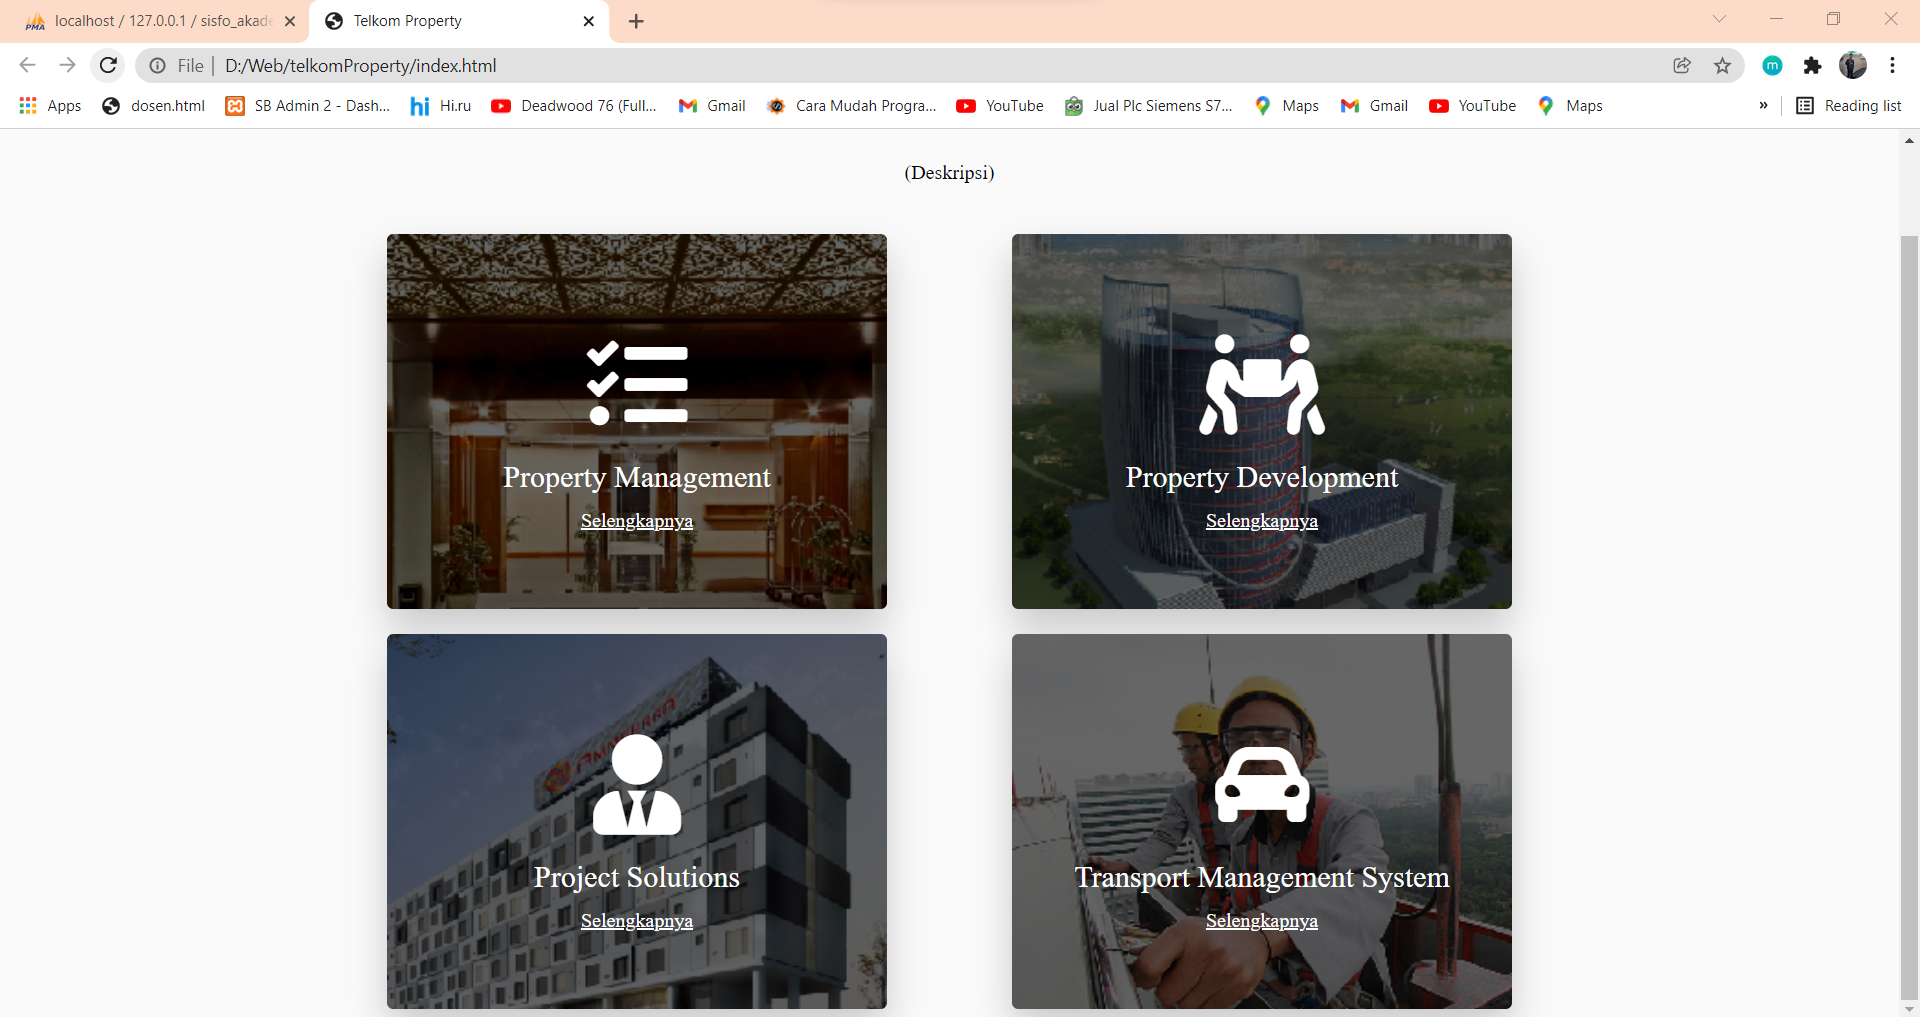 localhost / 127.0.0.1 / sisfo_akade
Telkom Property
File | D:/Web/telkomProperty/index.html
m
Apps
dosen.html
SB Admin 2 - Dash...
hi Hi.ru
Deadwood 76 (Full...
Gmail
Cara Mudah Progra...
YouTube
Jual Plc Siemens S7...
Maps
Gmail
YouTube
Maps
»
Reading list
(Deskripsi)
Property Management
Selengkapnya
Property Development
Selengkapnya
Project Solutions
Selengkapnya
Transport Management System
Selengkapnya